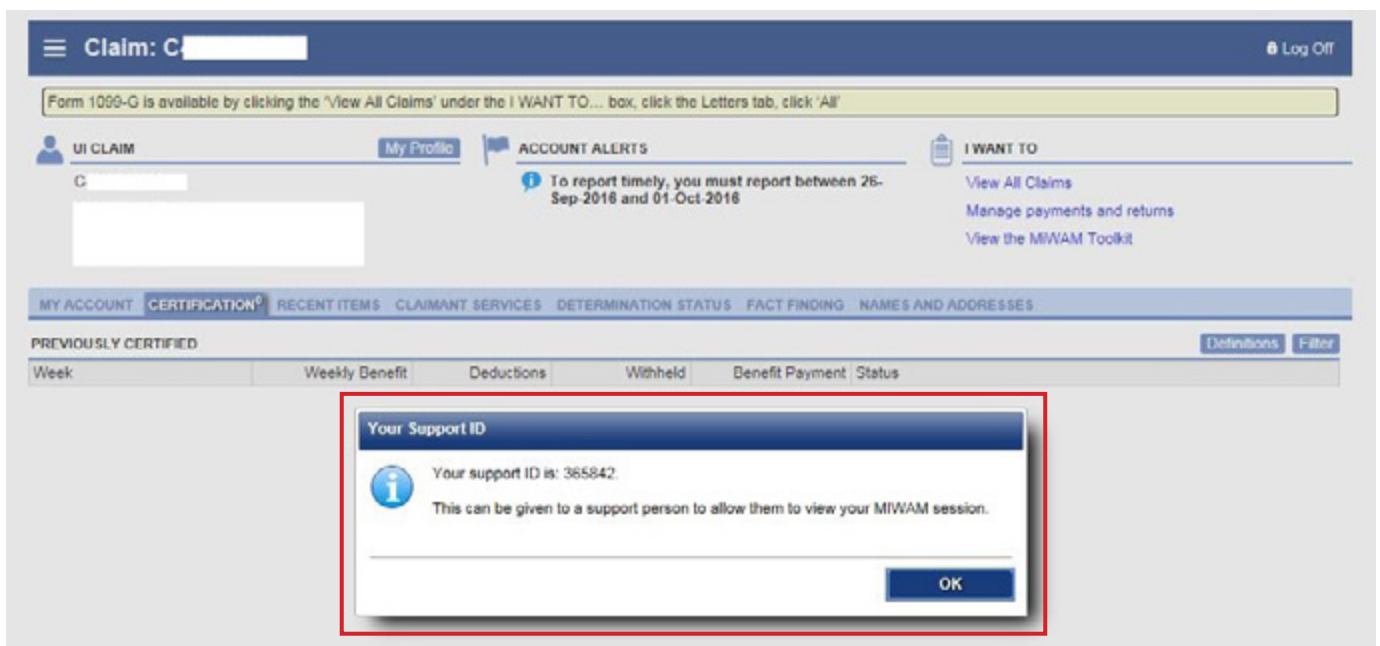 Claim: C
Log Off
Form 1099-G is available by clicking the 'View All Claims' under the I WANT TO... box, click the Letters tab, click 'All'
UI CLAIM
My Profile
C
ACCOUNT ALERTS
To report timely, you must report between 26-
Sep-2016 and 01-Oct-2016
I WANT TO
View All Claims
Manage payments and returns
View the MiWAM Toolkit
MY ACCOUNT CERTIFICATION RECENT ITEMS CLAIMANT SERVICES DETERMINATION STATUS FACT FINDING NAMES AND ADDRESSES
PREVIOUSLY CERTIFIED
Definitions Filter
Week Weekly Benefit Deductions Withheld Benefit Payment Status
Your Support ID
Your support ID is: 365842.
This can be given to a support person to allow them to view your MIWAM session.
OK